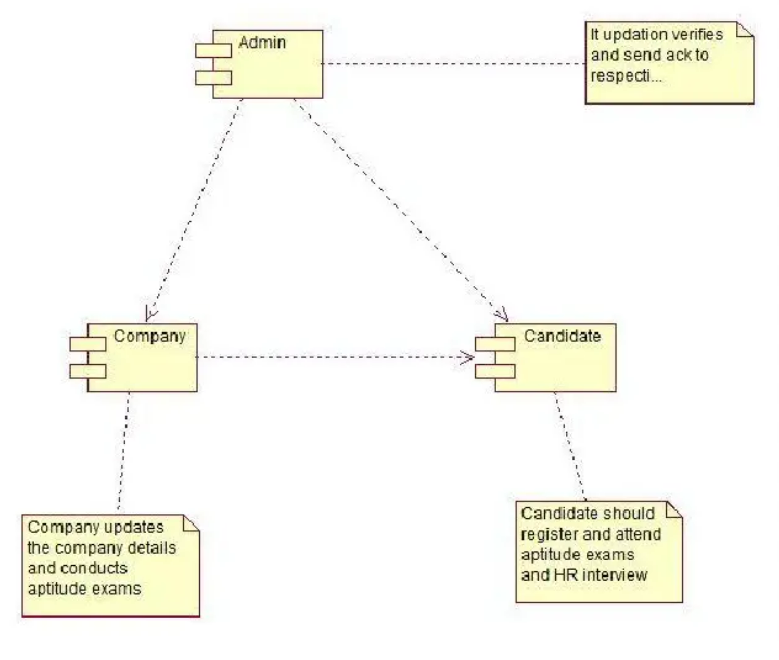 Admin
It updation verifies
and send ack to
respecti...
Company
Candidate
Company updates
the company details
and conducts
aptitude exams
Candidate should
register and attend
aptitude exams
and HR interview